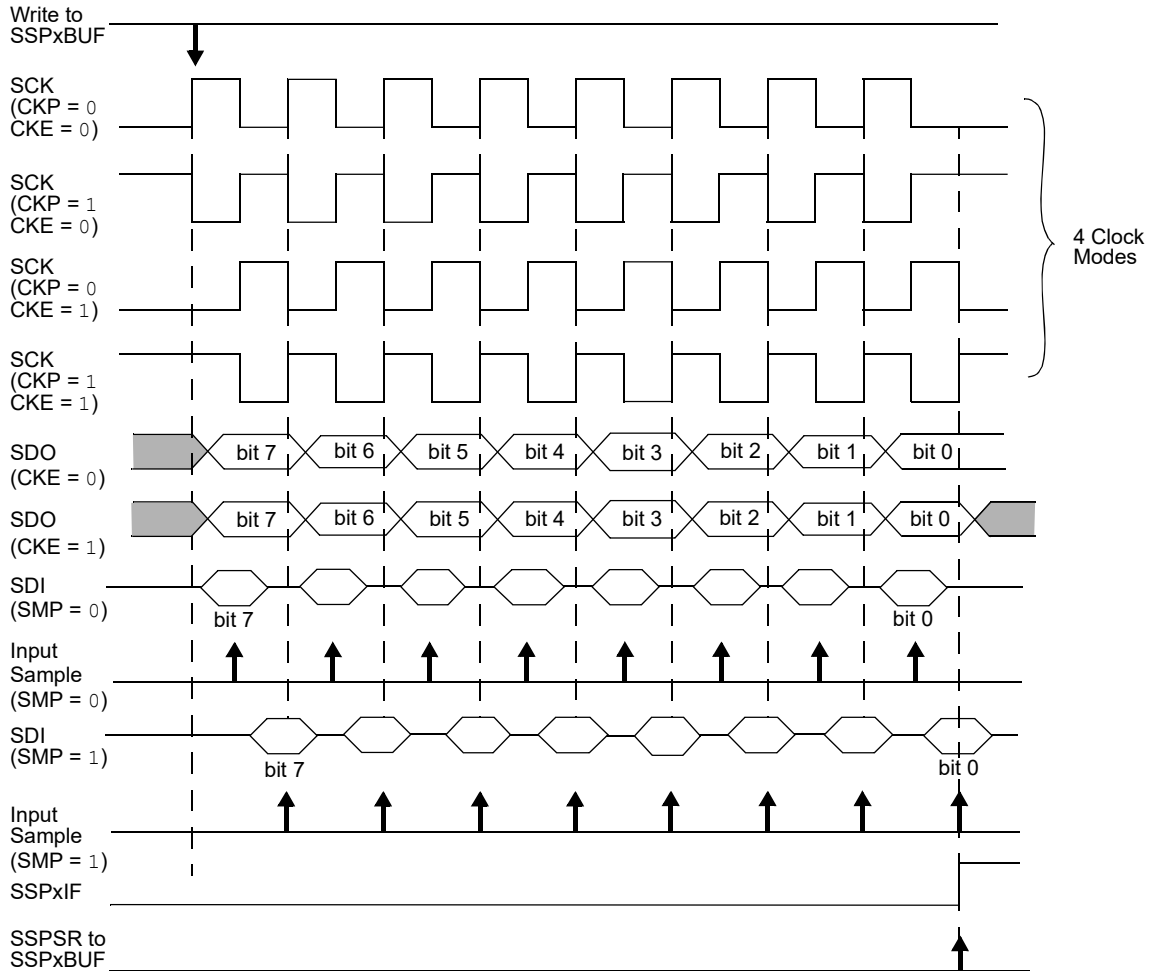 Write to
SSPxBUF
SCK
(CKP = 0
CKE = 0)
SCK
(CKP = 1
CKE = 0)
SCK
(CKP = 0
CKE = 1)
SCK
(CKP = 1
CKE = 1)
4 Clock
Modes
SDO
(CKE = 0)
bit 7 bit 6 bit 5 bit 4 bit 3 bit 2 bit 1 bit 0
SDO
(CKE = 1)
bit 7 bit 6 bit 5 bit 4 bit 3 bit 2 bit 1 bit 0
SDI
(SMP = 0)
bit 7 bit 0
Input
Sample
(SMP = 0)
SDI
(SMP = 1)
bit 7 bit 0
Input
Sample
(SMP = 1)
SSPxIF
SSPSR to
SSPxBUF